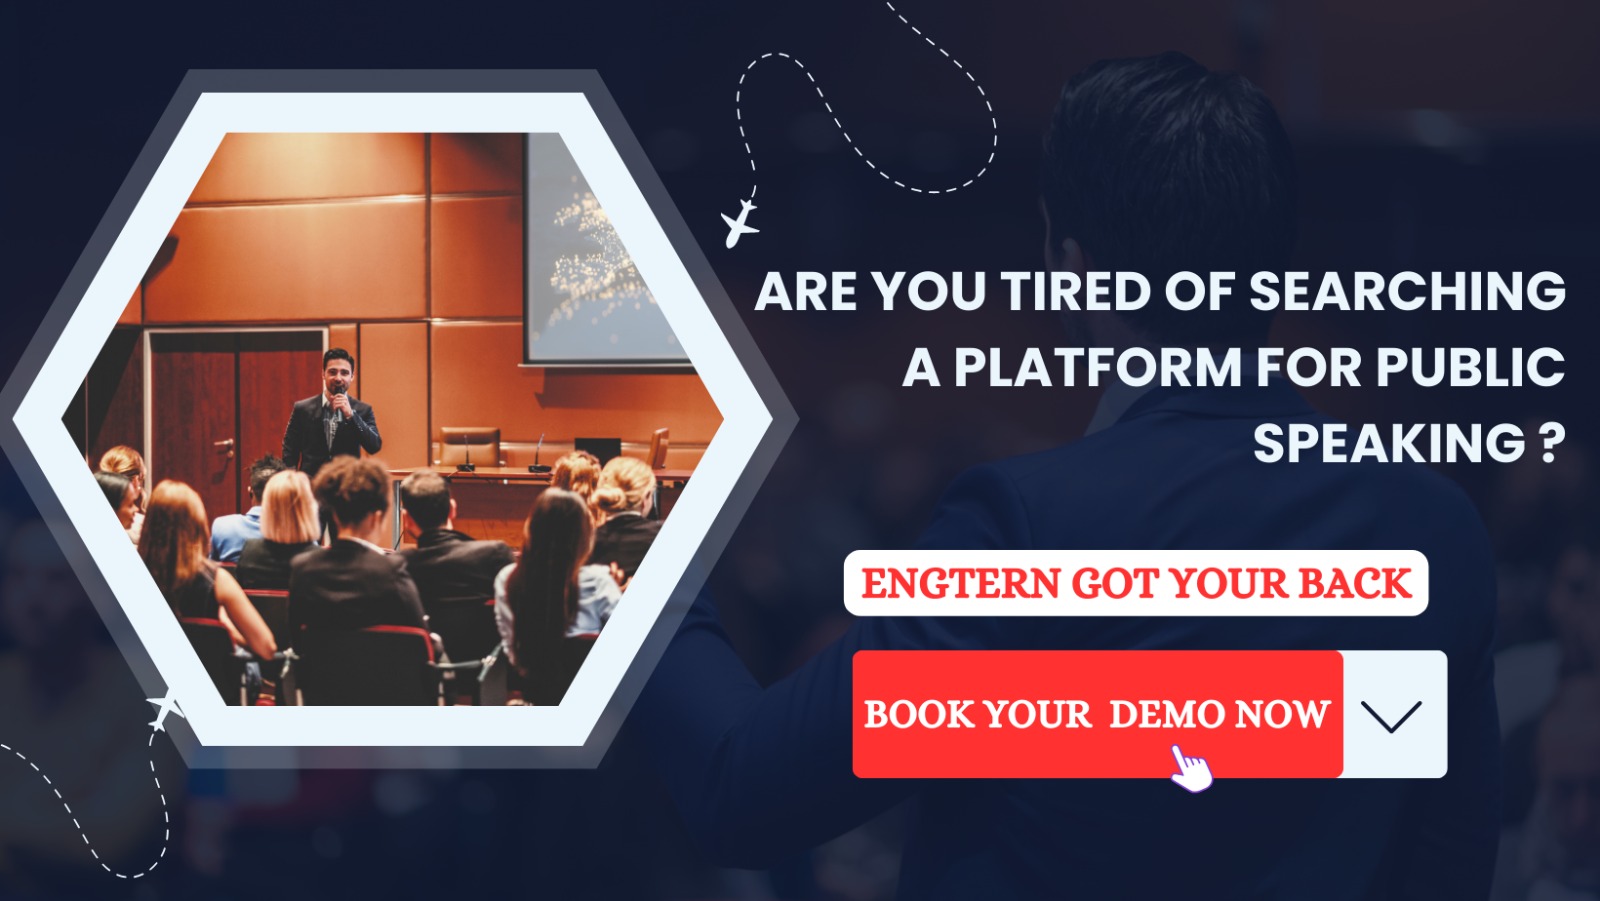 ARE YOU TIRED OF SEARCHING
A PLATFORM FOR PUBLIC
SPEAKING ?
ENGTERN GOT YOUR BACK
BOOK YOUR DEMO NOW